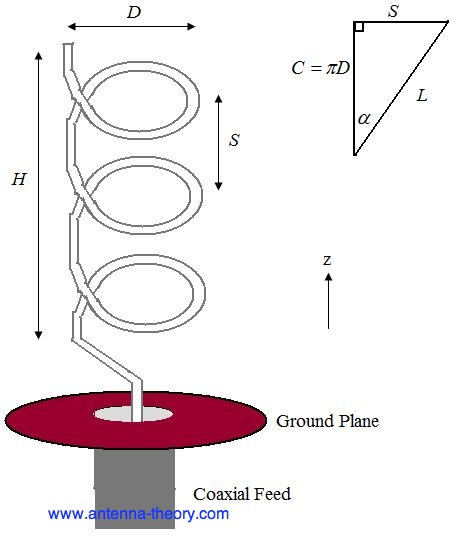 D
S
C = πD
L
α
S
H
z
Ground Plane
Coaxial Feed
www.antenna-theory.com